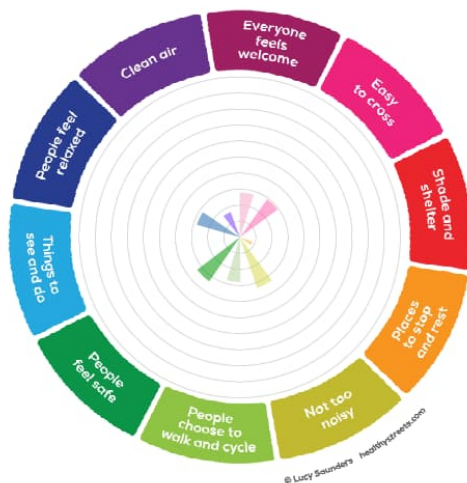 Everyone
feels
welcome
Easy
to cross
Shade and
shelter
Places
to stop
and rest
Not too
noisy
People
choose to
walk and cycle
People
feel safe
Things to
see and do
People feel
relaxed
Clean air
© Lucy Saunders healthystreets.com